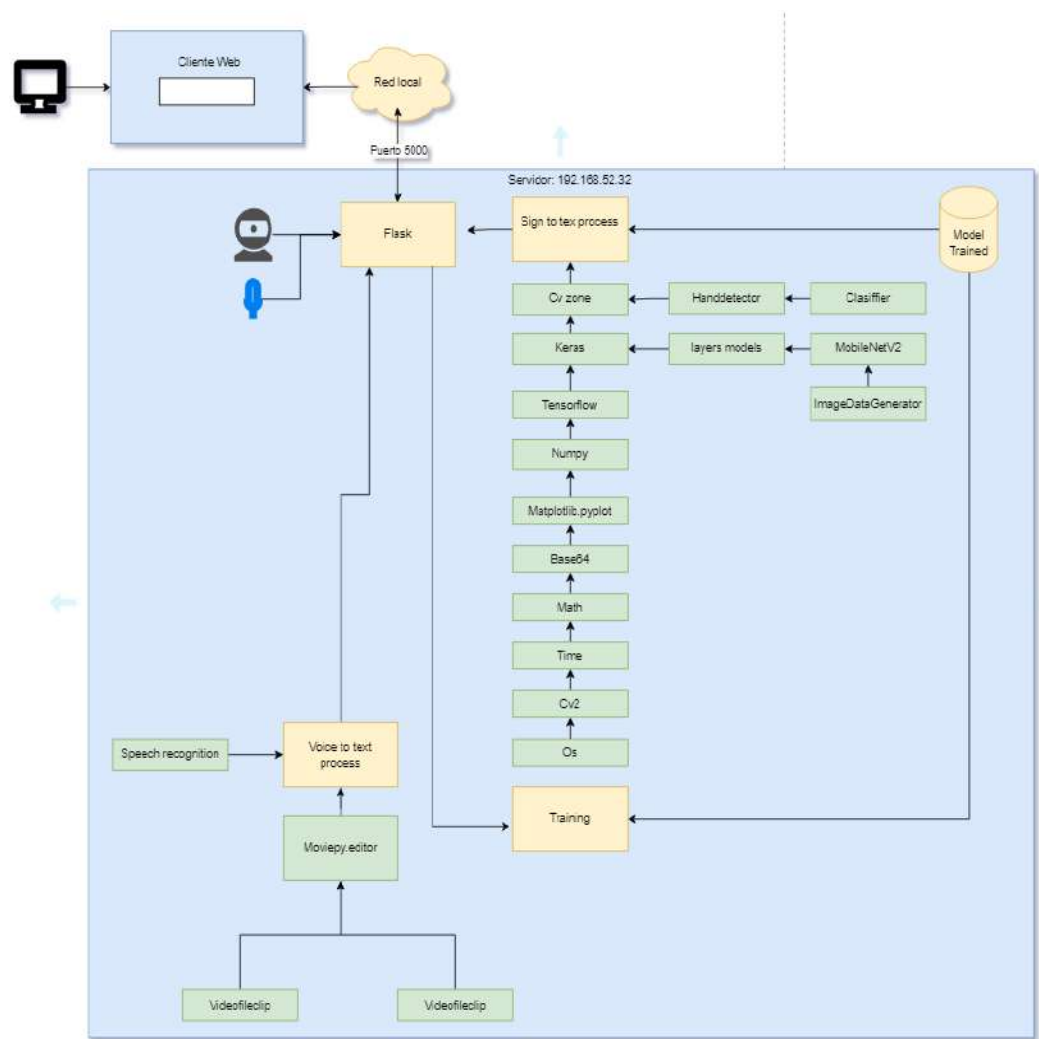 Cliente Web
Red local
Puerto 5000
Servidor: 192.168.52.32
Flask
Sign to tex process
Model
Trained
Cv zone
Handdetector
Clasiffier
Keras
layers models
MobileNetV2
Tensorflow
ImageDataGenerator
Numpy
Matplotlib.pyplot
Base64
Math
Time
Cv2
Os
Speech recognition
Voice to text
process
Training
Moviepy.editor
Videofileclip
Videofileclip